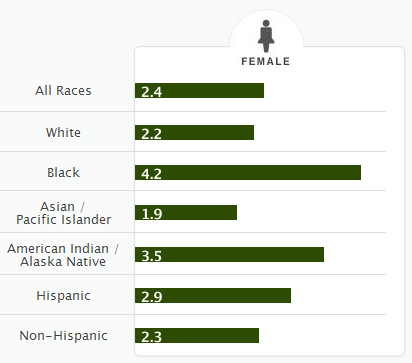 FEMALE
All Races
2.4
White
2.2
Black
4.2
Asian /
Pacific Islander
1.9
American Indian /
Alaska Native
3.5
Hispanic
2.9
Non-Hispanic
2.3